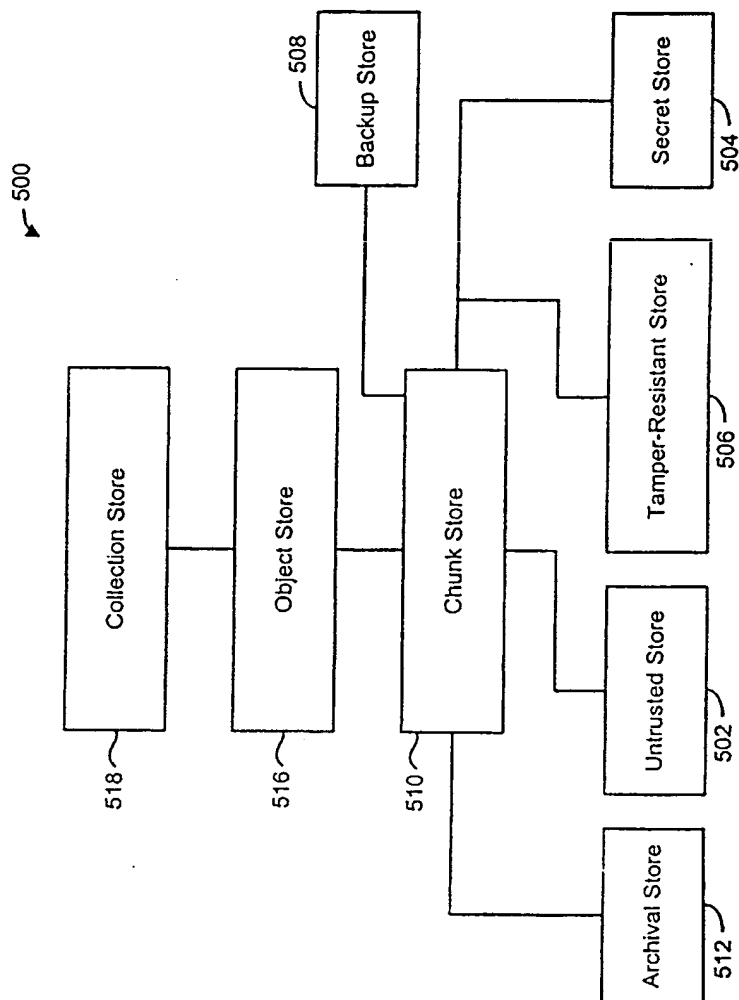 500
Collection Store
518
Object Store
516
Backup Store
508
Chunk Store
510
Archival Store
512
Untrusted Store
502
Tamper-Resistant Store
506
Secret Store
504